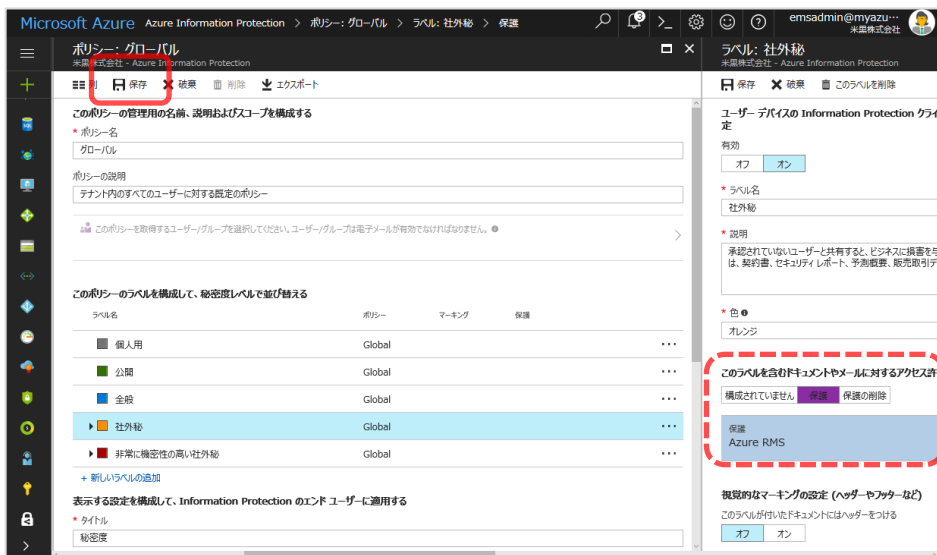 Microsoft Azure Azure Information Protection > ポリシー: グローバル > ラベル: 社外秘 > 保護
emsadmin@myazu…
米黒株式会社
ポリシー: グローバル
米黒株式会社 - Azure Information Protection
列 保存 破棄 削除 エクスポート
このポリシーの管理用の名前、説明およびスコープを構成する
* ポリシー名
グローバル
ポリシーの説明
テナント内のすべてのユーザーに対する既定のポリシー
このポリシーを取得するユーザー/グループを選択してください。ユーザー/グループは電子メールが有効でなければなりません。
このポリシーのラベルを構成して、秘密度レベルで並び替える
ラベル名 ポリシー マーキング 保護
個人用 Global
公開 Global
全般 Global
社外秘 Global
非常に機密性の高い社外秘 Global
+ 新しいラベルの追加
表示する設定を構成して、Information Protection のエンド ユーザーに適用する
* タイトル
秘密度
ラベル: 社外秘
米黒株式会社 - Azure Information Protection
保存 破棄 このラベルを削除
ユーザー デバイスの Information Protection クライ
定
有効
オフ オン
* ラベル名
社外秘
* 説明
承認されていないユーザーと共有すると、ビジネスに損害を与
は、契約書、セキュリティ レポート、予測概要、販売取引デ
* 色
オレンジ
このラベルを含むドキュメントやメールに対するアクセス許
構成されていません 保護 保護の削除
保護
Azure RMS
視覚的なマーキングの設定 (ヘッダーやフッターなど)
このラベルが付いたドキュメントにはヘッダーをつける
オフ オン